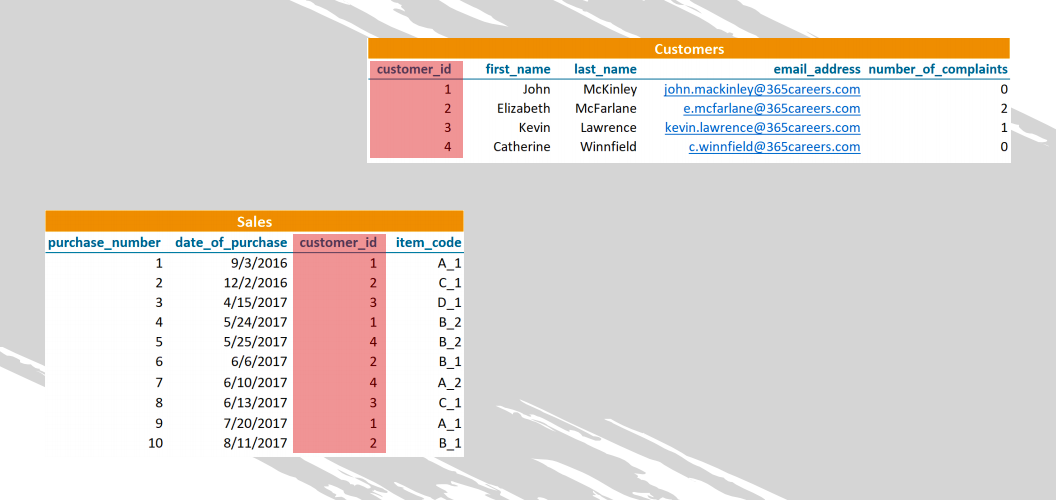 Customers
customer_id first_name last_name email_address number_of_complaints
1 John McKinley john.mackinley@365careers.com 0
2 Elizabeth McFarlane e.mcfarlane@365careers.com 2
3 Kevin Lawrence kevin.lawrence@365careers.com 1
4 Catherine Winnfield c.winnfield@365careers.com 0
Sales
purchase_number date_of_purchase customer_id item_code
1 9/3/2016 1 A_1
2 12/2/2016 2 C_1
3 4/15/2017 3 D_1
4 5/24/2017 1 B_2
5 5/25/2017 4 B_2
6 6/6/2017 2 B_1
7 6/10/2017 4 A_2
8 6/13/2017 3 C_1
9 7/20/2017 1 A_1
10 8/11/2017 2 B_1